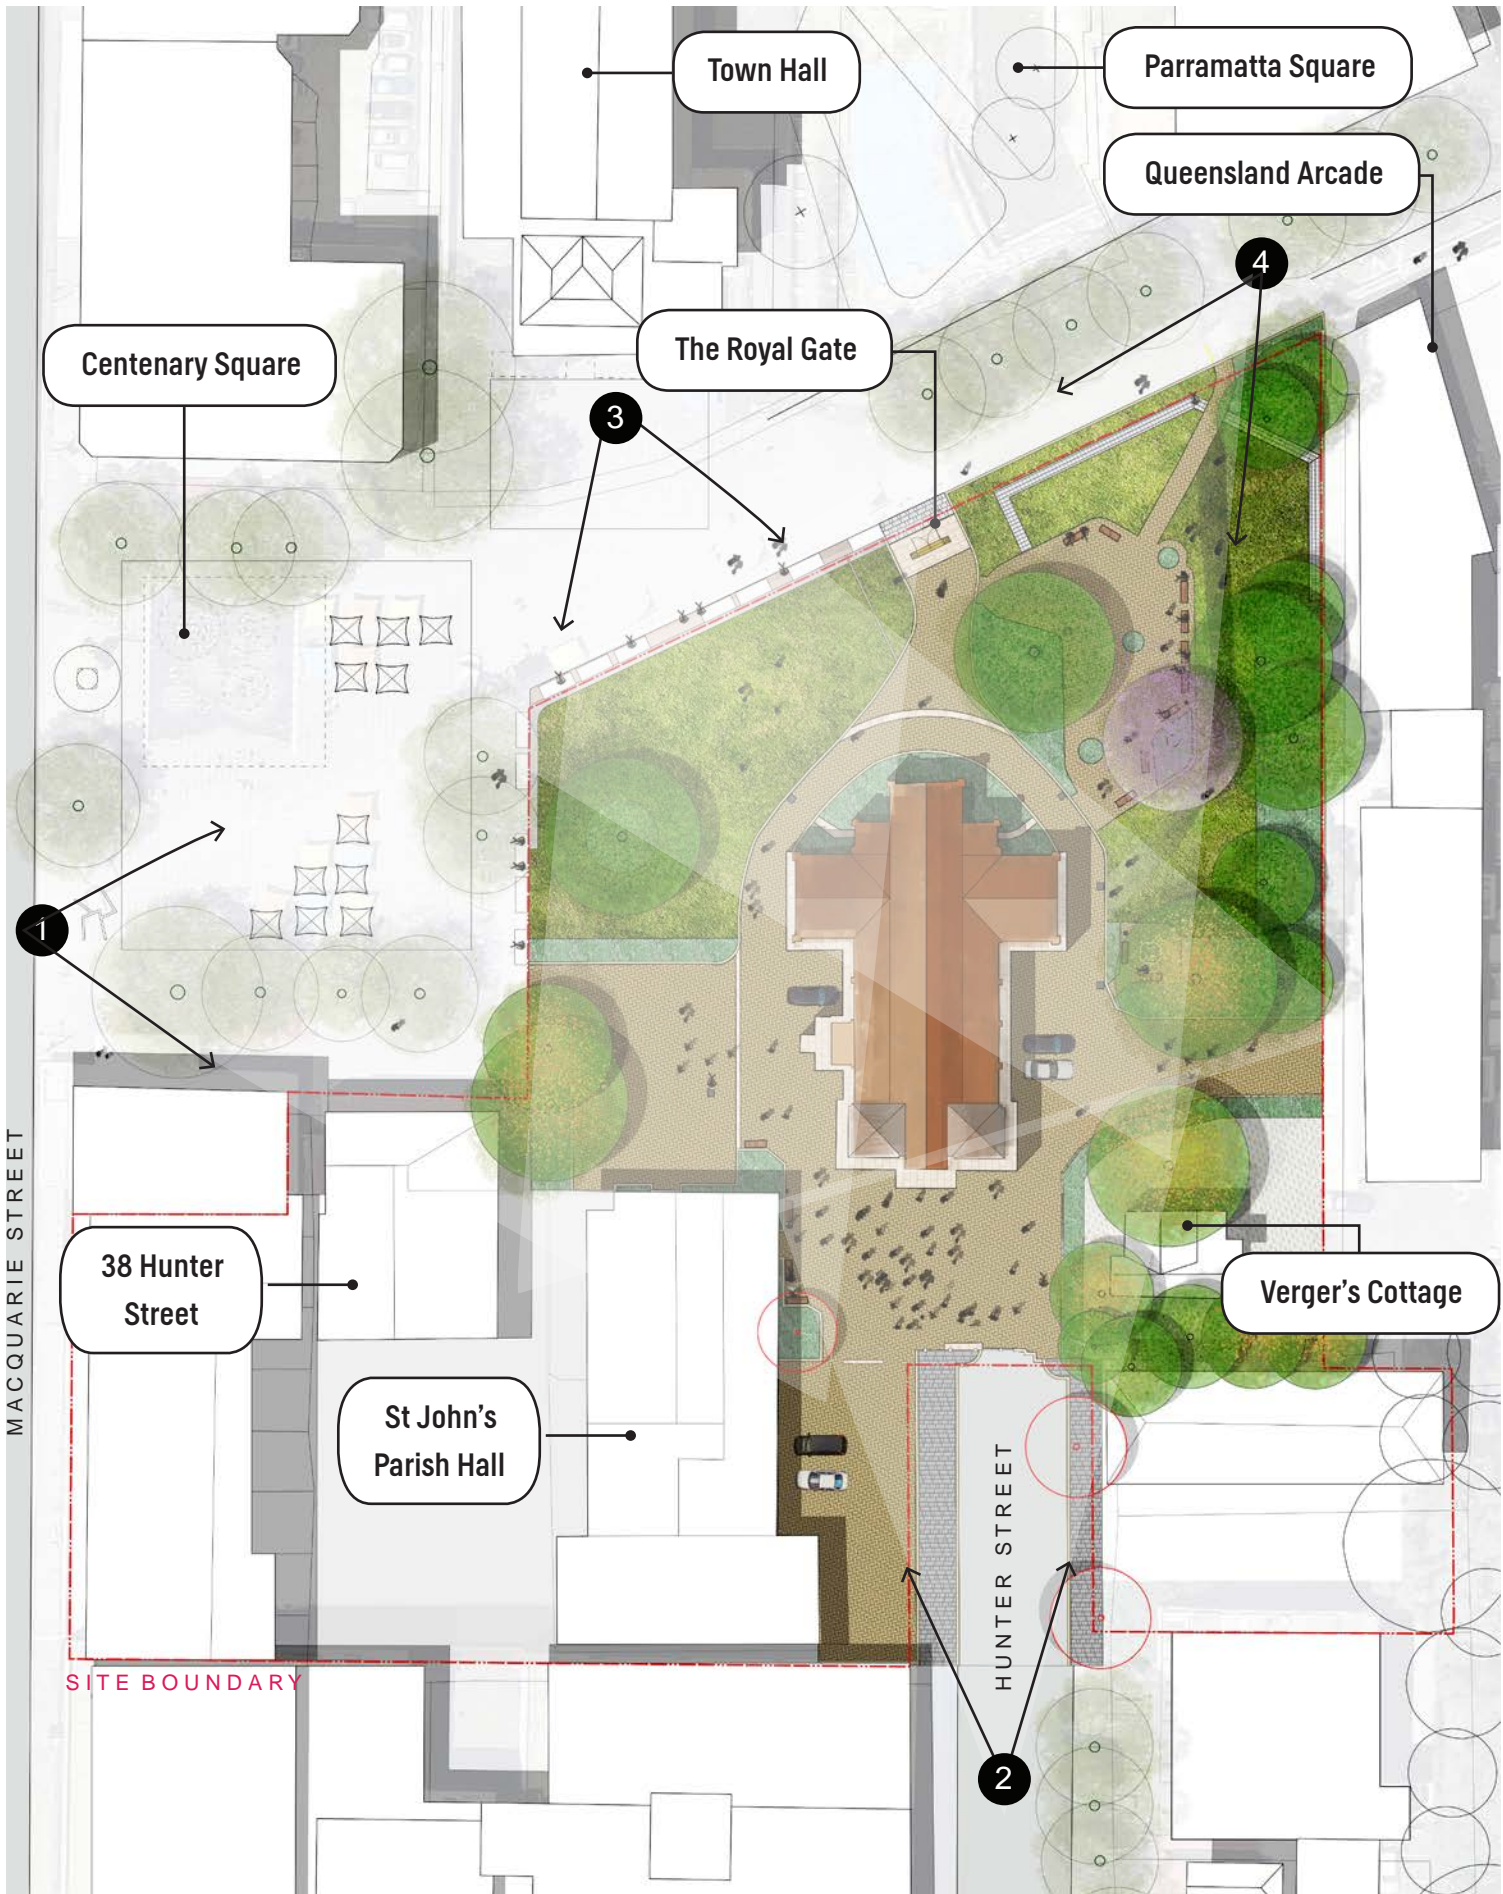 Town Hall
Parramatta Square
Queensland Arcade
4
The Royal Gate
Centenary Square
3
1
MACQUARIE STREET
38 Hunter
Street
Verger's Cottage
St John's
Parish Hall
HUNTER STREET
SITE BOUNDARY
2